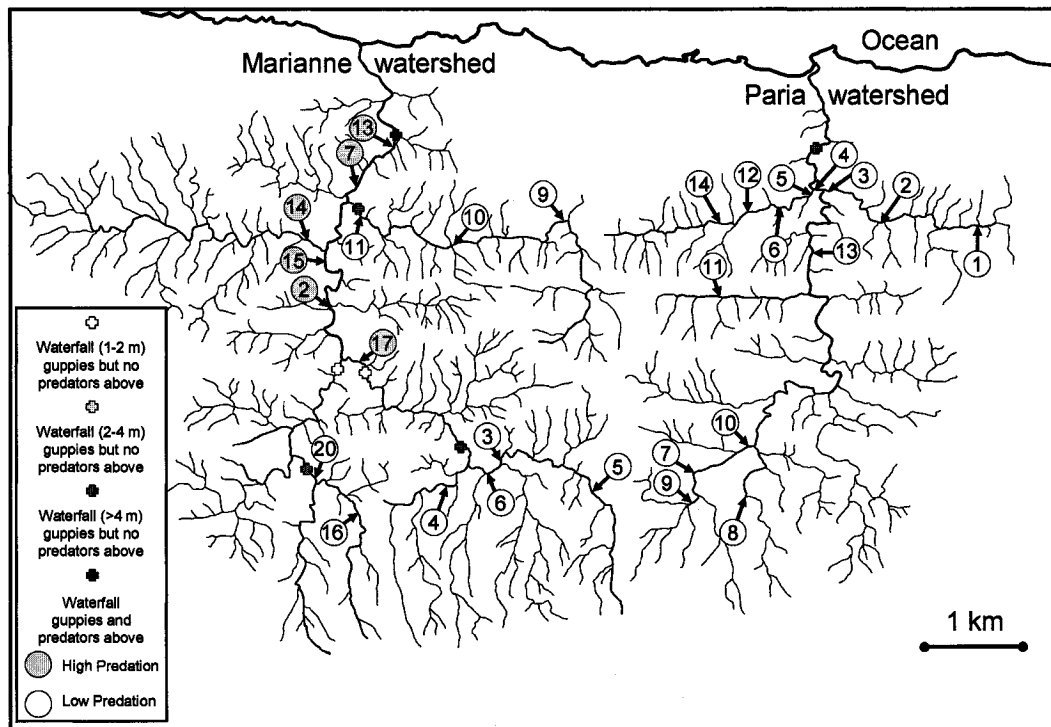 Ocean
Marianne watershed
Paria watershed
13
7
4
5
3
12
14
2
9
10
14
11
6
13
1
15
11
2
17
3
20
5
10
7
9
6
4
8
16
1 km
Waterfall (1-2 m)
guppies but no
predators above
Waterfall (2-4 m)
guppies but no
predators above
Waterfall (>4 m)
guppies but no
predators above
Waterfall
guppies and
predators above
High Predation
Low Predation